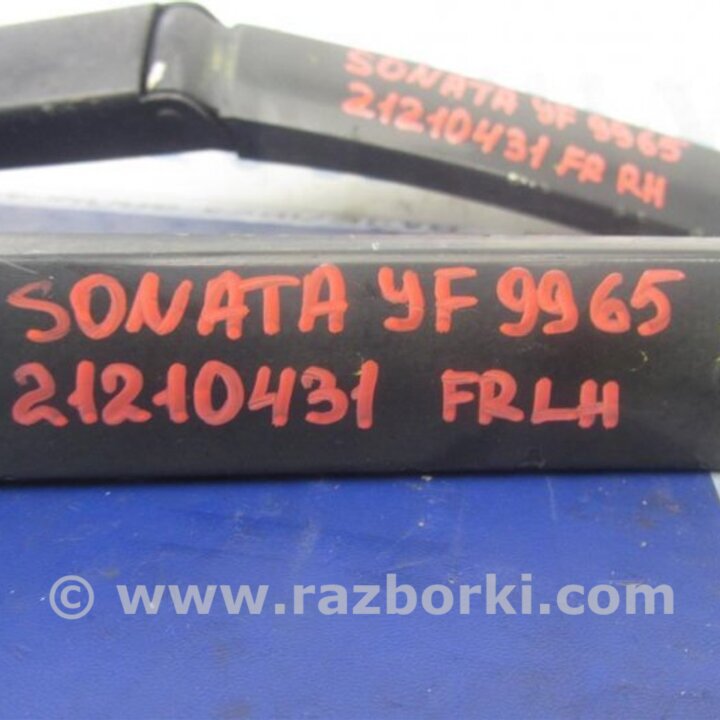 SONATA YF 9965
21210431 FR RH
SONATA YF 9965
21210431 FRLH
© www.razborki.com